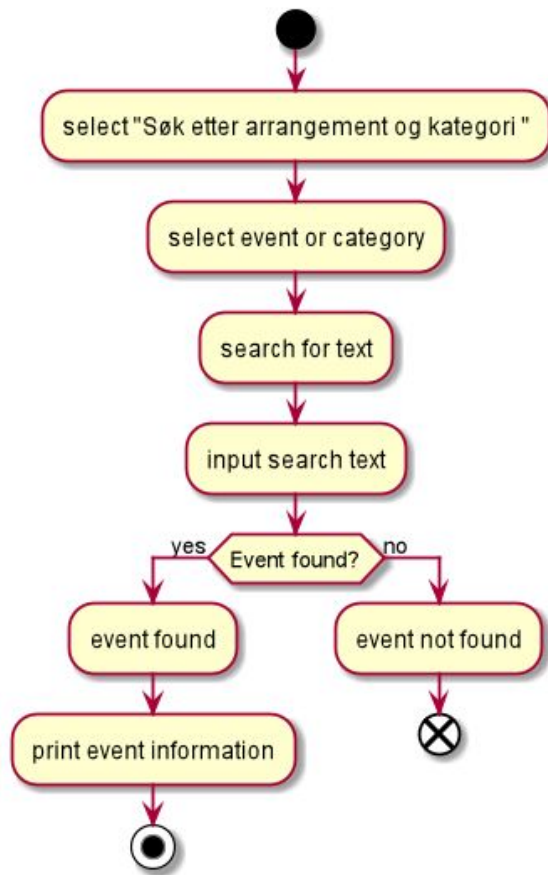 select "Søk etter arrangement og kategori "
select event or category
search for text
input search text
yes
Event found?
no
event found
event not found
print event information